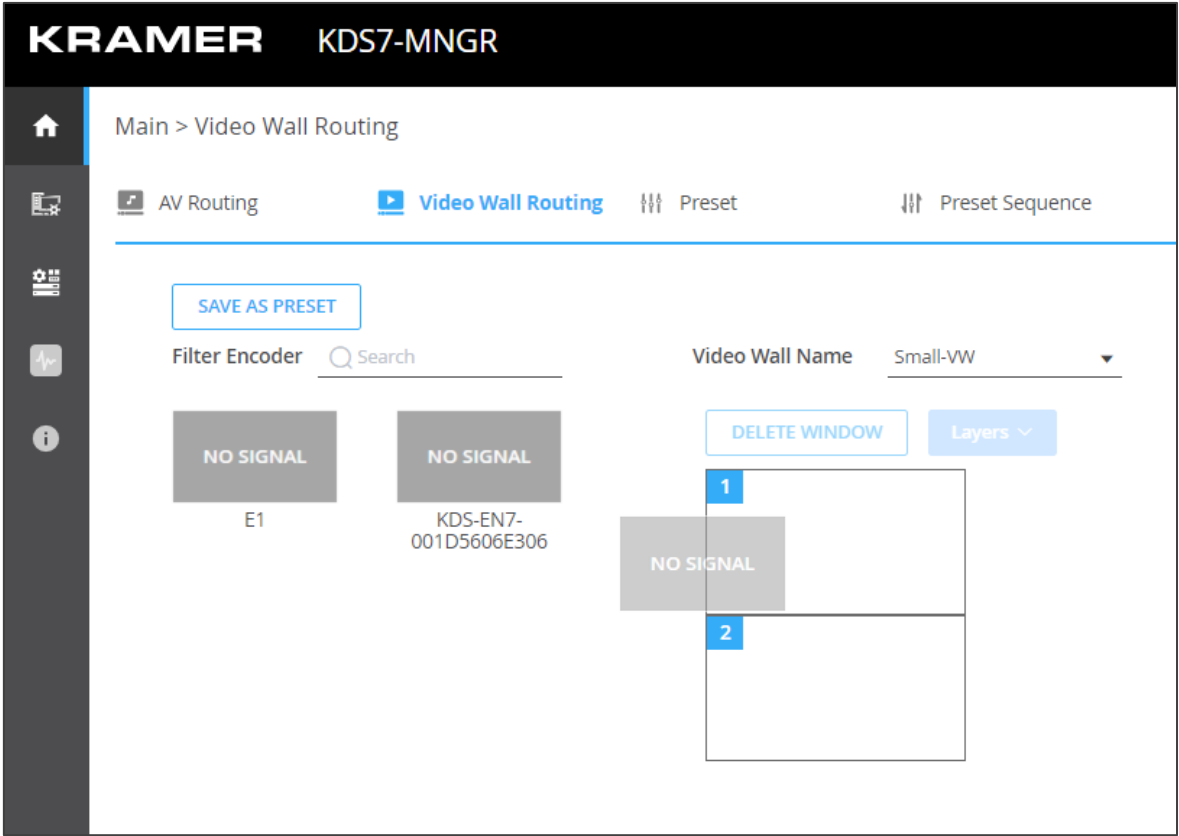 KRAMER KDS7-MNGR
Main > Video Wall Routing
AV Routing Video Wall Routing Preset Preset Sequence
SAVE AS PRESET
Filter Encoder Search Video Wall Name Small-VW
DELETE WINDOW Layers
NO SIGNAL NO SIGNAL
E1 KDS-EN7-
001D5606E306
1
NO SIGNAL
2